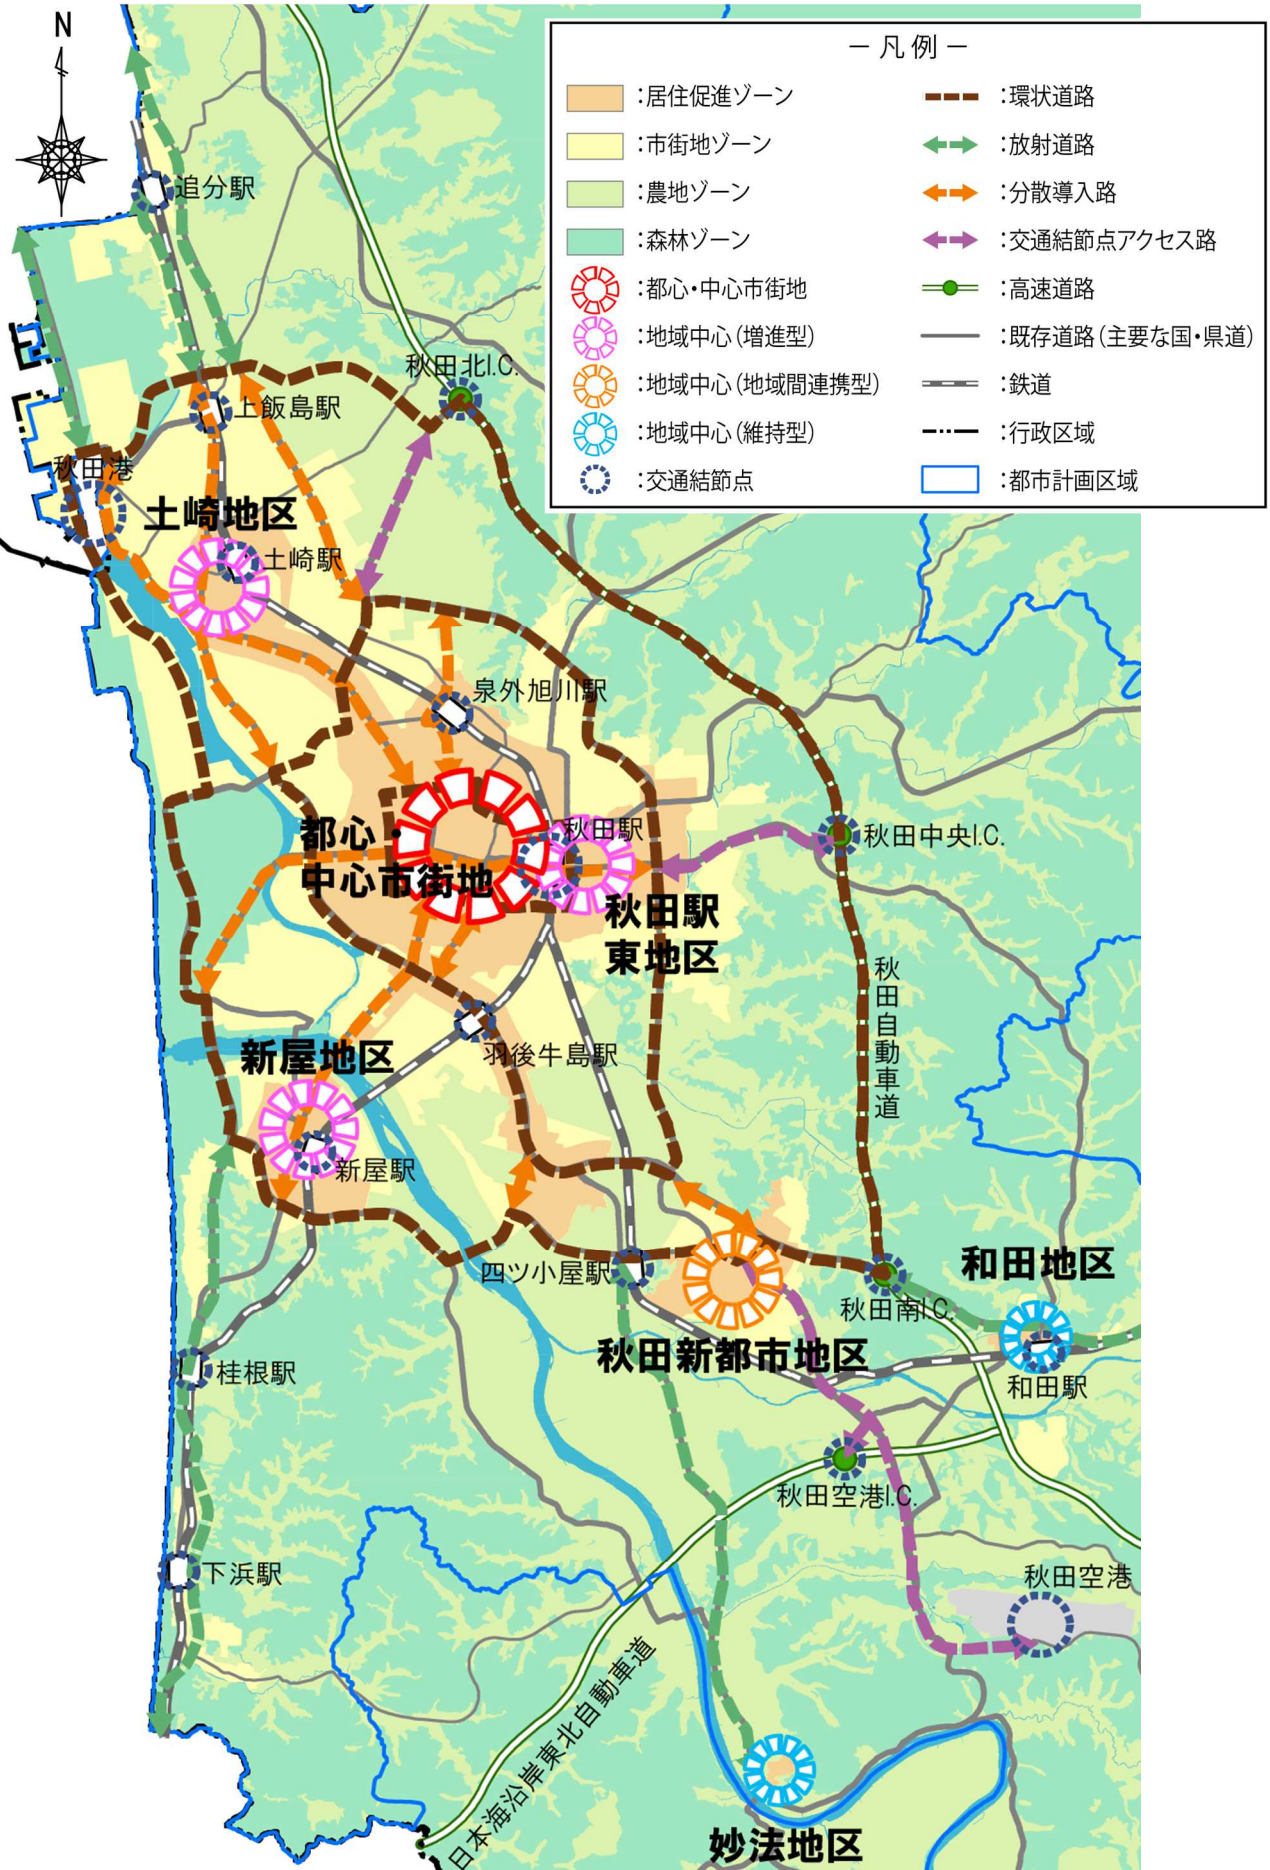 N
－凡例－
:居住促進ゾーン
:市街地ゾーン
:農地ゾーン
:森林ゾーン
:都心・中心市街地
:地域中心(増進型)
:地域中心(地域間連携型)
:地域中心(維持型)
:交通結節点
:環状道路
:放射道路
:分散導入路
:交通結節点アクセス路
:高速道路
:既存道路(主要な国・県道)
:鉄道
:行政区域
:都市計画区域
追分駅
秋田北I.C.
上飯島駅
秋田港
土崎地区
土崎駅
泉外旭川駅
都心・
中心市街地
秋田駅
秋田中央I.C.
秋田駅
東地区
秋田自動車道
新屋地区
羽後牛島駅
新屋駅
四ツ小屋駅
和田地区
秋田南I.C.
秋田新都市地区
和田駅
桂根駅
秋田空港I.C.
下浜駅
秋田空港
日本海沿岸東北自動車道
妙法地区